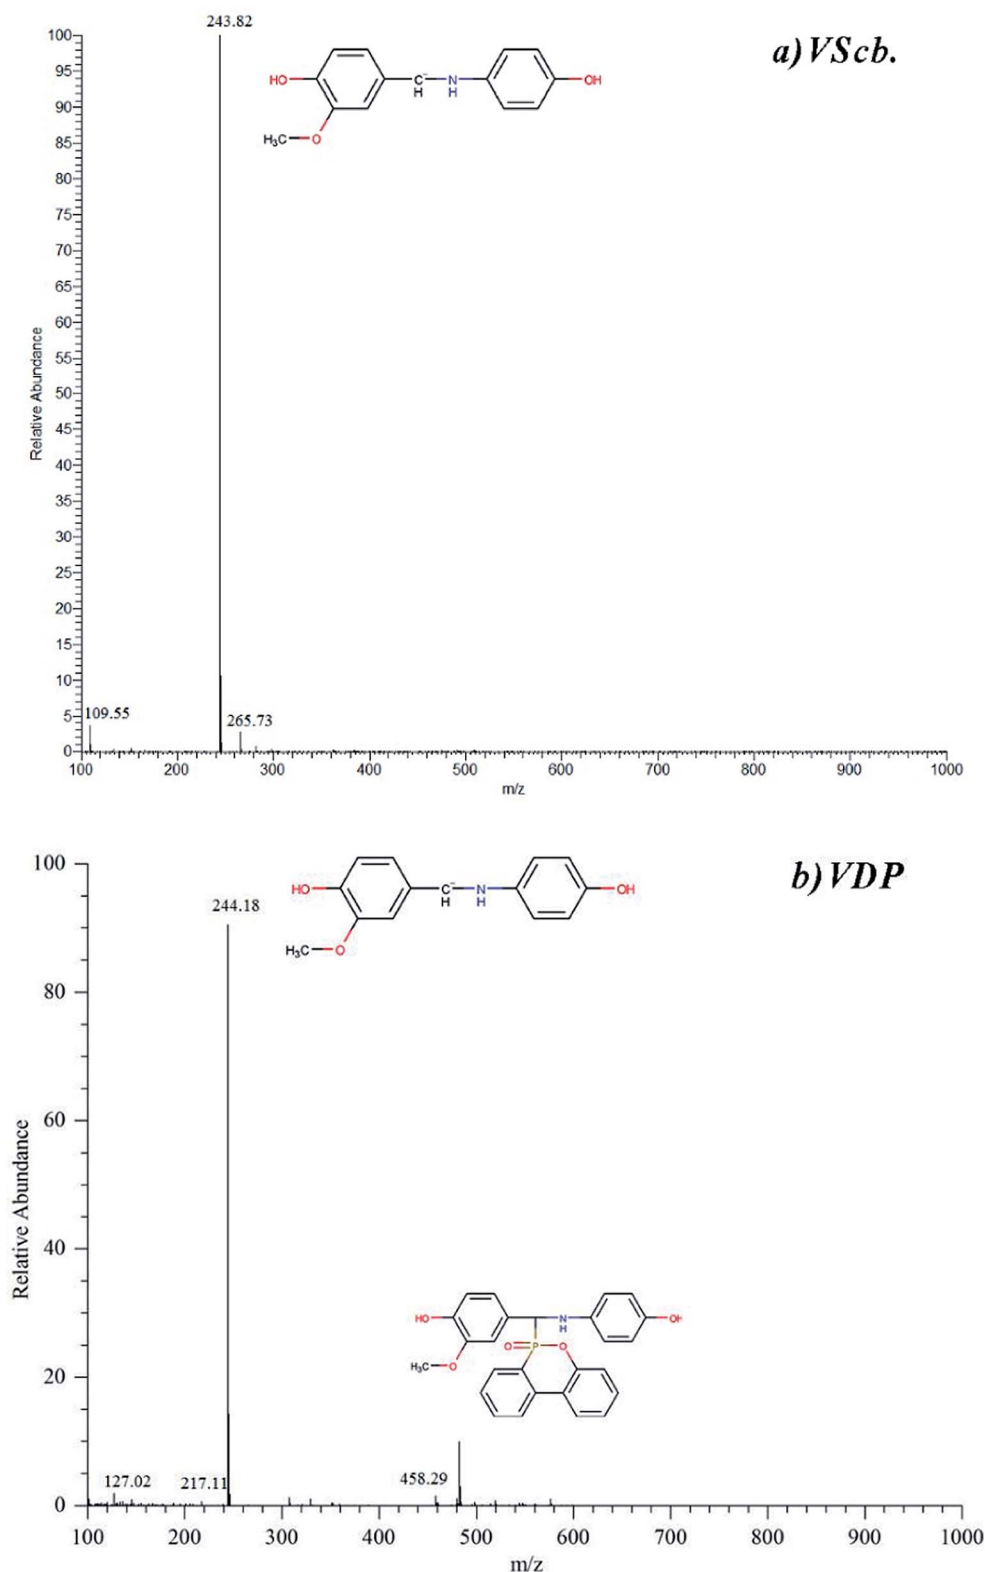 243.82
a) VScb.
HO
C
H
N
H
OH
H₃C
O
100
95
90
85
80
75
70
65
60
55
50
45
40
35
30
25
20
15
10
5
0
Relative Abundance
109.55
265.73
100 200 300 400 500 600 700 800 900 1000
m/z
b) VDP
244.18
HO
C⁻
H
N
H
OH
H₃C
O
100
80
60
40
20
0
Relative Abundance
HO
N
H
OH
O
P
O
H₃C
O
127.02
217.11
458.29
100 200 300 400 500 600 700 800 900 1000
m/z